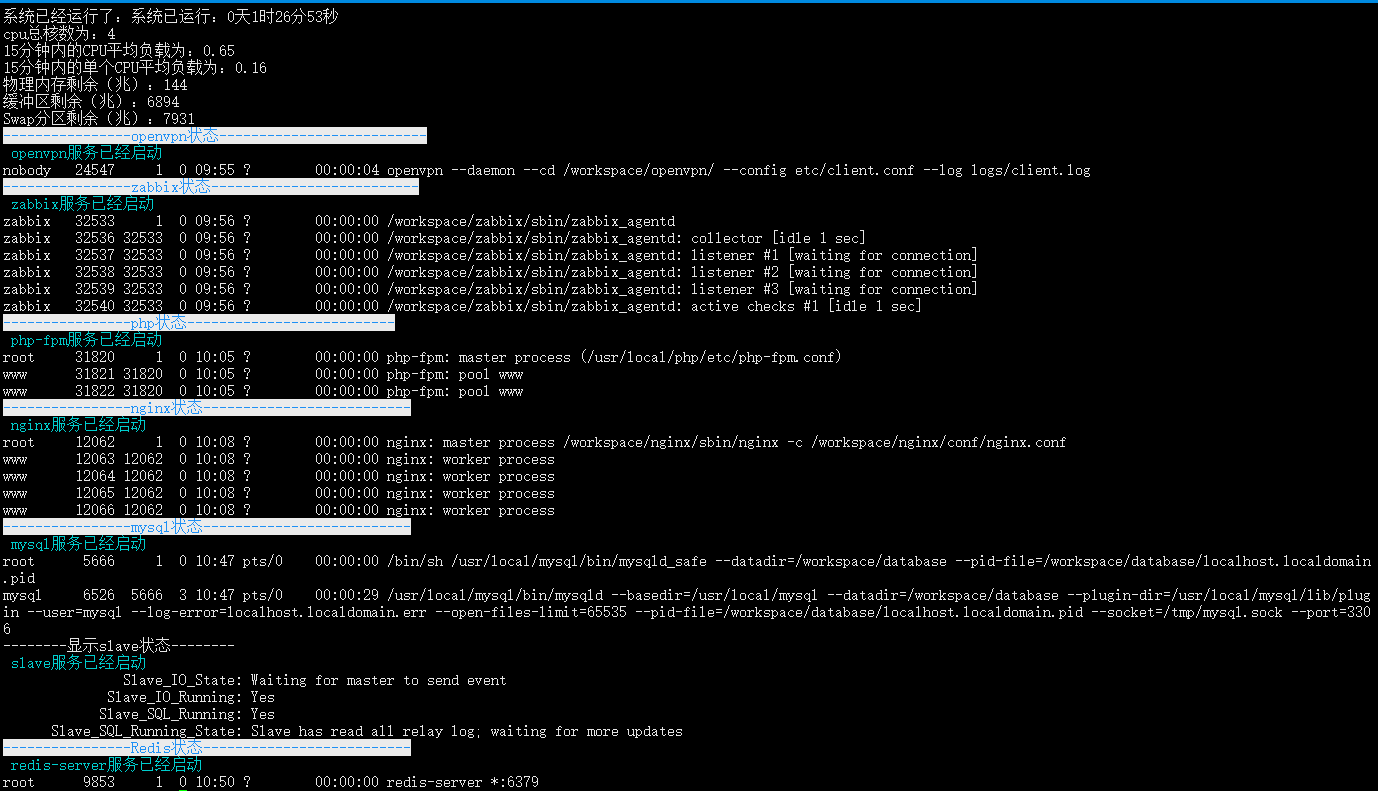 系统已经运行了：系统已运行：0天1时26分53秒
cpu总核数为：4
15分钟内的CPU平均负载为：0.65
15分钟内的单个CPU平均负载为：0.16
物理内存剩余（兆）：144
缓冲区剩余（兆）：6894
Swap分区剩余（兆）：7931
----------------openvpn状态--------------------------
openvpn服务已经启动
nobody   24547     1  0 09:55 ?        00:00:04 openvpn --daemon --cd /workspace/openvpn/ --config etc/client.conf --log logs/client.log
----------------zabbix状态--------------------------
zabbix服务已经启动
zabbix   32533     1  0 09:56 ?        00:00:00 /workspace/zabbix/sbin/zabbix_agentd
zabbix   32536 32533  0 09:56 ?        00:00:00 /workspace/zabbix/sbin/zabbix_agentd: collector [idle 1 sec]
zabbix   32537 32533  0 09:56 ?        00:00:00 /workspace/zabbix/sbin/zabbix_agentd: listener #1 [waiting for connection]
zabbix   32538 32533  0 09:56 ?        00:00:00 /workspace/zabbix/sbin/zabbix_agentd: listener #2 [waiting for connection]
zabbix   32539 32533  0 09:56 ?        00:00:00 /workspace/zabbix/sbin/zabbix_agentd: listener #3 [waiting for connection]
zabbix   32540 32533  0 09:56 ?        00:00:00 /workspace/zabbix/sbin/zabbix_agentd: active checks #1 [idle 1 sec]
----------------php状态--------------------------
php-fpm服务已经启动
root     31820     1  0 10:05 ?        00:00:00 php-fpm: master process (/usr/local/php/etc/php-fpm.conf)
www      31821 31820  0 10:05 ?        00:00:00 php-fpm: pool www
www      31822 31820  0 10:05 ?        00:00:00 php-fpm: pool www
----------------nginx状态--------------------------
nginx服务已经启动
root     12062     1  0 10:08 ?        00:00:00 nginx: master process /workspace/nginx/sbin/nginx -c /workspace/nginx/conf/nginx.conf
www      12063 12062  0 10:08 ?        00:00:00 nginx: worker process
www      12064 12062  0 10:08 ?        00:00:00 nginx: worker process
www      12065 12062  0 10:08 ?        00:00:00 nginx: worker process
www      12066 12062  0 10:08 ?        00:00:00 nginx: worker process
----------------mysql状态--------------------------
mysql服务已经启动
root      5666     1  0 10:47 pts/0    00:00:00 /bin/sh /usr/local/mysql/bin/mysqld_safe --datadir=/workspace/database --pid-file=/workspace/database/localhost.localdomain
.pid
mysql     6526  5666  3 10:47 pts/0    00:00:29 /usr/local/mysql/bin/mysqld --basedir=/usr/local/mysql --datadir=/workspace/database --plugin-dir=/usr/local/mysql/lib/plug
in --user=mysql --log-error=localhost.localdomain.err --open-files-limit=65535 --pid-file=/workspace/database/localhost.localdomain.pid --socket=/tmp/mysql.sock --port=330
6
--------显示slave状态--------
slave服务已经启动
Slave_IO_State: Waiting for master to send event
Slave_IO_Running: Yes
Slave_SQL_Running: Yes
Slave_SQL_Running_State: Slave has read all relay log; waiting for more updates
----------------Redis状态--------------------------
redis-server服务已经启动
root      9853     1  0 10:50 ?        00:00:00 redis-server *:6379